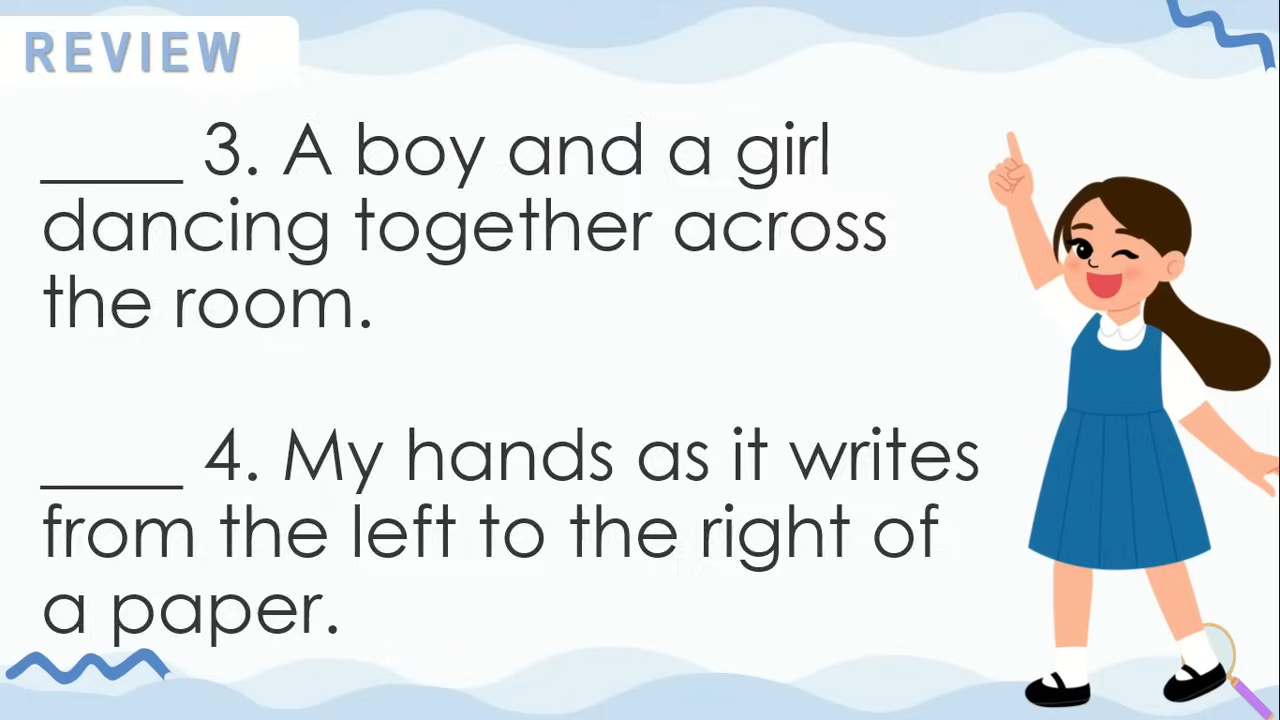 REVIEW
____ 3. A boy and a girl
dancing together across
the room.
____ 4. My hands as it writes
from the left to the right of
a paper.